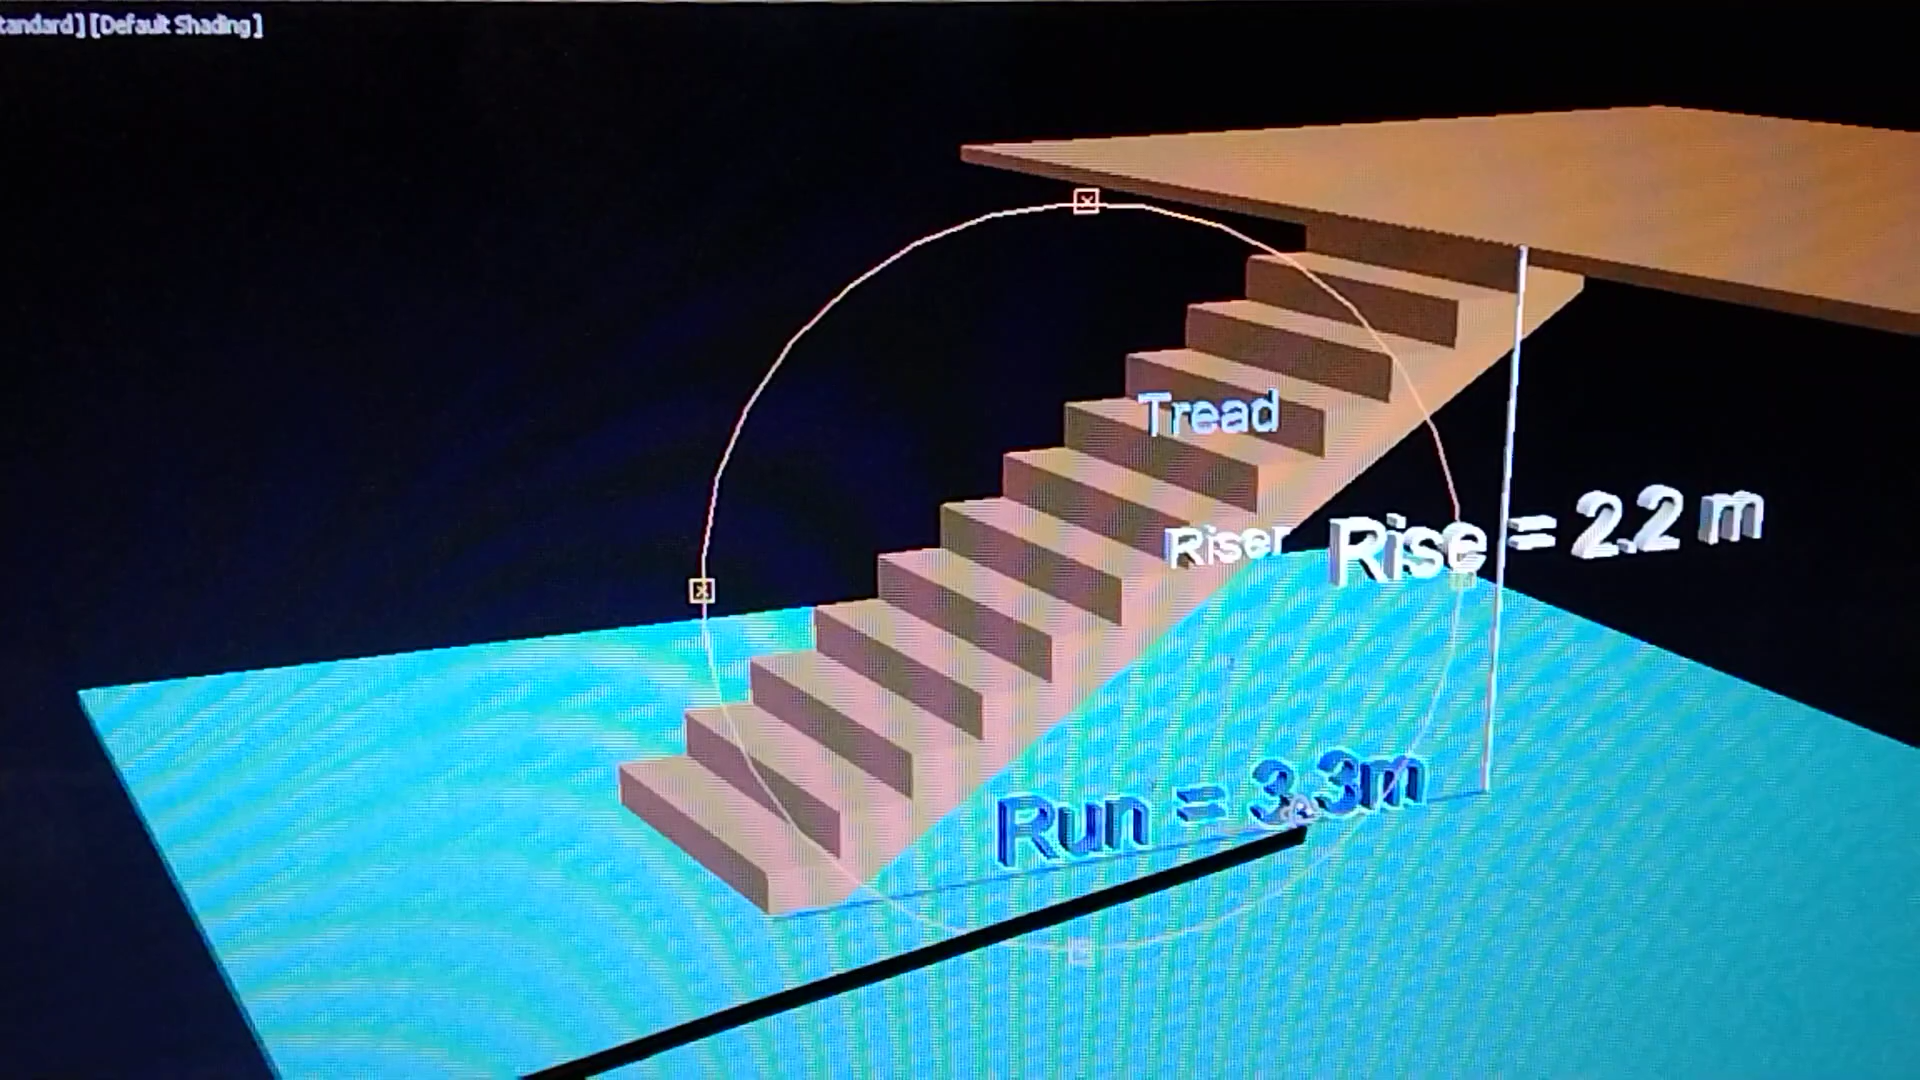 tandard] [Default Shading]
Tread
Riser
Rise = 2.2 m
Run = 3.3m